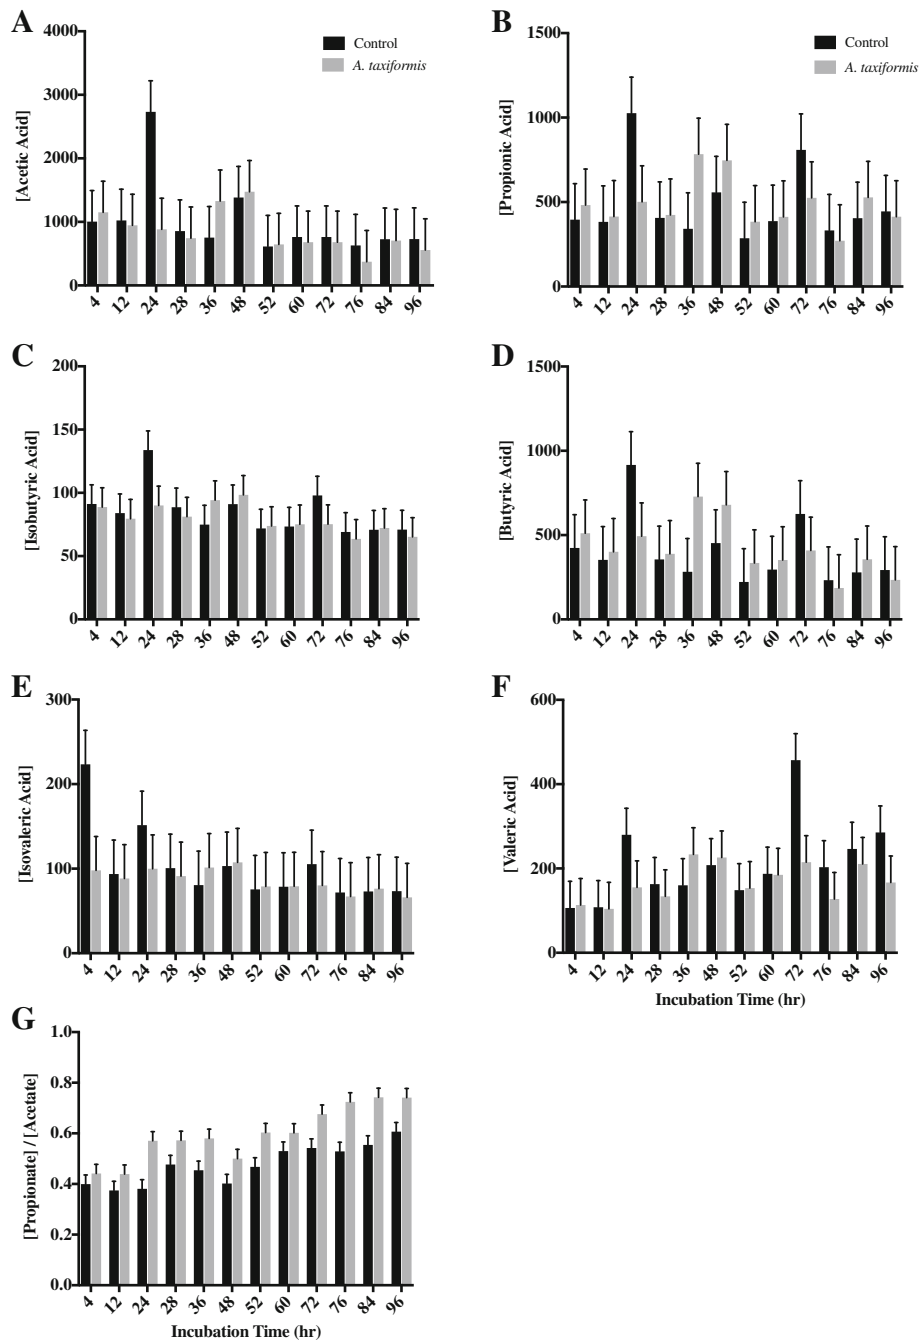 A
4000
3000
2000
1000
0
[Acetic Acid]
Control
A. taxiformis
4 12 24 28 36 48 52 60 72 76 84 96
B
1500
1000
500
0
[Propionic Acid]
Control
A. taxiformis
4 12 24 28 36 48 52 60 72 76 84 96
C
200
150
100
50
0
[Isobutyric Acid]
4 12 24 28 36 48 52 60 72 76 84 96
D
1500
1000
500
0
[Butyric Acid]
4 12 24 28 36 48 52 60 72 76 84 96
E
300
200
100
0
[Isovaleric Acid]
4 12 24 28 36 48 52 60 72 76 84 96
F
600
400
200
0
[Valeric Acid]
4 12 24 28 36 48 52 60 72 76 84 96
Incubation Time (hr)
G
1.0
0.8
0.6
0.4
0.2
0.0
[Propionate] / [Acetate]
4 12 24 28 36 48 52 60 72 76 84 96
Incubation Time (hr)